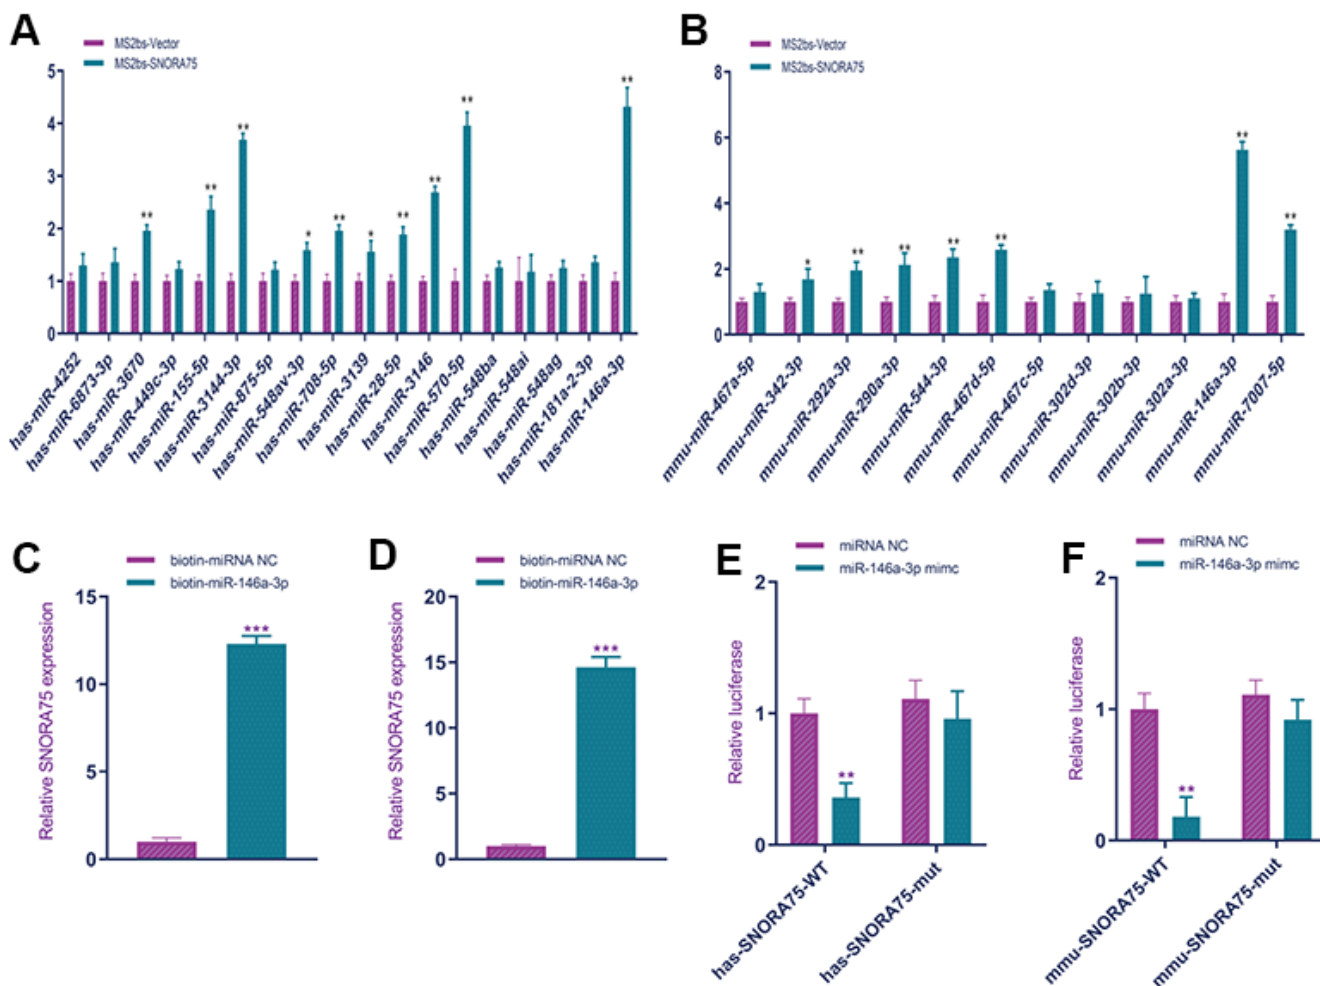 A
MS2bs-Vector
MS2bs-SNORA75
5
4
3
2
1
0
has-miR-4252
has-miR-6873-3p
has-miR-3670
has-miR-449c-3p
has-miR-155-5p
has-miR-3144-3p
has-miR-875-5p
has-miR-548av-3p
has-miR-708-5p
has-miR-3139
has-miR-28-5p
has-miR-3146
has-miR-570-5p
has-miR-548ba
has-miR-548ai
has-miR-548ag
has-miR-181a-2-3p
has-miR-146a-3p
** ** ** * ** * ** ** ** **
B
MS2bs-Vector
MS2bs-SNORA75
8
6
4
2
0
mmu-miR-467a-5p
mmu-miR-3342-3p
mmu-miR-292a-3p
mmu-miR-290a-3p
mmu-miR-544-3p
mmu-miR-467d-5p
mmu-miR-467c-5p
mmu-miR-302d-3p
mmu-miR-302b-3p
mmu-miR-302a-3p
mmu-miR-146a-3p
mmu-miR-7007-5p
* ** ** ** ** ** **
C
biotin-miRNA NC
biotin-miR-146a-3p
Relative SNORA75 expression
15
10
5
0
***
D
biotin-miRNA NC
biotin-miR-146a-3p
Relative SNORA75 expression
20
15
10
5
0
***
E
miRNA NC
miR-146a-3p mimc
Relative luciferase
2
1
0
**
has-SNORA75-WT
has-SNORA75-mut
F
miRNA NC
miR-146a-3p mimc
Relative luciferase
2
1
0
**
mmu-SNORA75-WT
mmu-SNORA75-mut